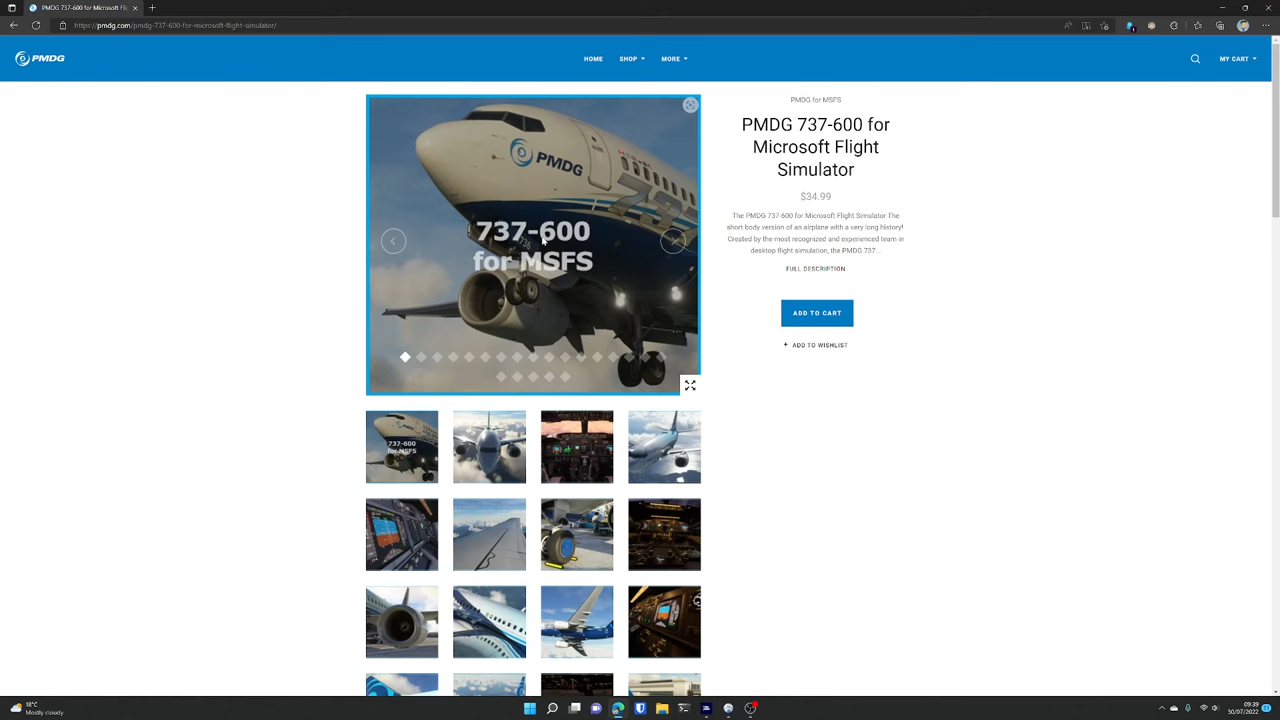 PMDG 737-600 for Microsoft Flig
https://pmdg.com/pmdg-737-for-microsoft-flight-simulator/
PMDG
HOME
SHOP
MORE
MY CART
PMDG
737-600
for MSFS
736
PMDG for MSFS
PMDG 737-600 for
Microsoft Flight
Simulator
$34.99
The PMDG 737-600 for Microsoft Flight Simulator The
short body version of an airplane with a very long history!
Created by the most recognized and experienced team in
desktop flight simulation, the PMDG 737...
FULL DESCRIPTION
ADD TO CART
+ ADD TO WISHLIST
737-600
for MSFS
18°C
Mostly cloudy
09:39
30/07/2022